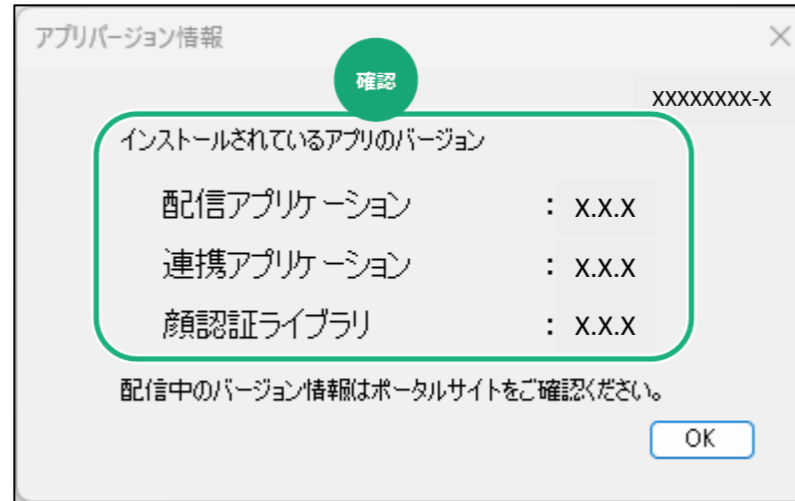 アプリバージョン情報
確認
XXXXXXXX-X
インストールされているアプリのバージョン
配信アプリケーション : X.X.X
連携アプリケーション : X.X.X
顔認証ライブラリ : X.X.X
配信中のバージョン情報はポータルサイトをご確認ください。
OK